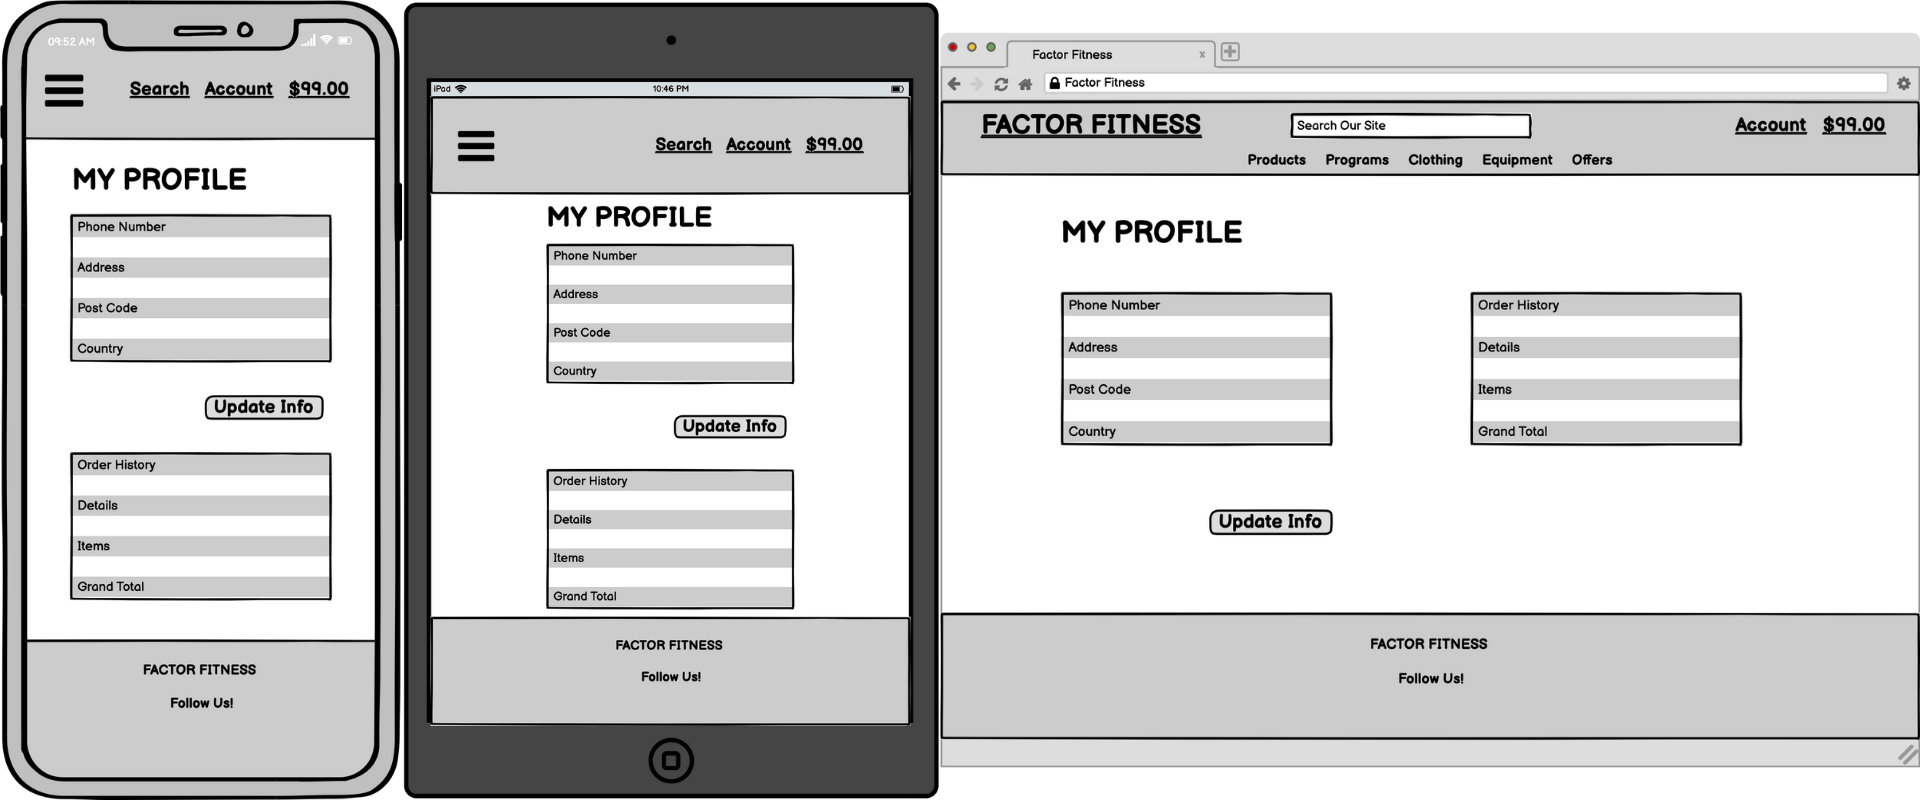 09:52 AM
Search Account $99.00
MY PROFILE
Phone Number
Address
Post Code
Country
Update Info
Order History
Details
Items
Grand Total
FACTOR FITNESS
Follow Us!
iPad 10:46 PM
Search Account $99.00
MY PROFILE
Phone Number
Address
Post Code
Country
Update Info
Order History
Details
Items
Grand Total
FACTOR FITNESS
Follow Us!
Factor Fitness x
Factor Fitness
FACTOR FITNESS Search Our Site Account $99.00
Products Programs Clothing Equipment Offers
MY PROFILE
Phone Number
Address
Post Code
Country
Order History
Details
Items
Grand Total
Update Info
FACTOR FITNESS
Follow Us!